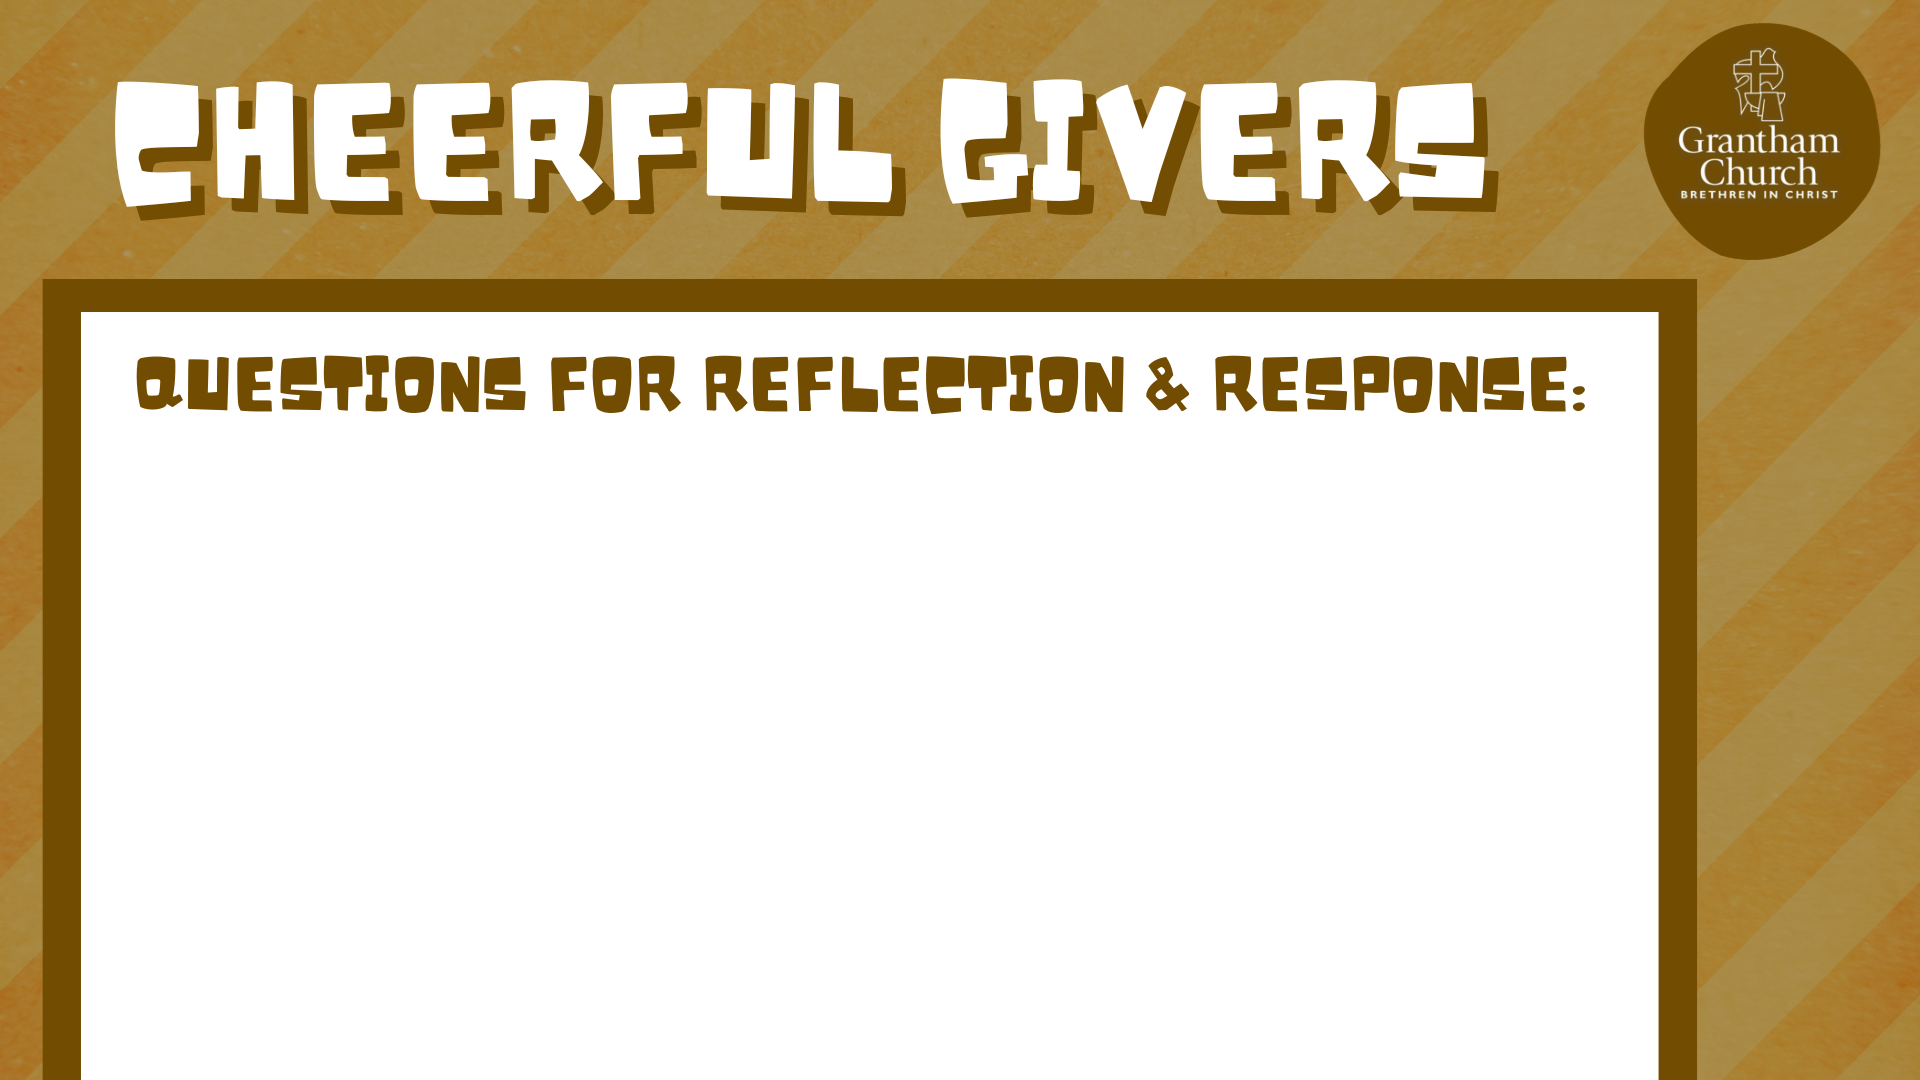 CHEERFUL GIVERS
Grantham
Church
BRETHREN IN CHRIST
QUESTIONS FOR REFLECTION & RESPONSE: